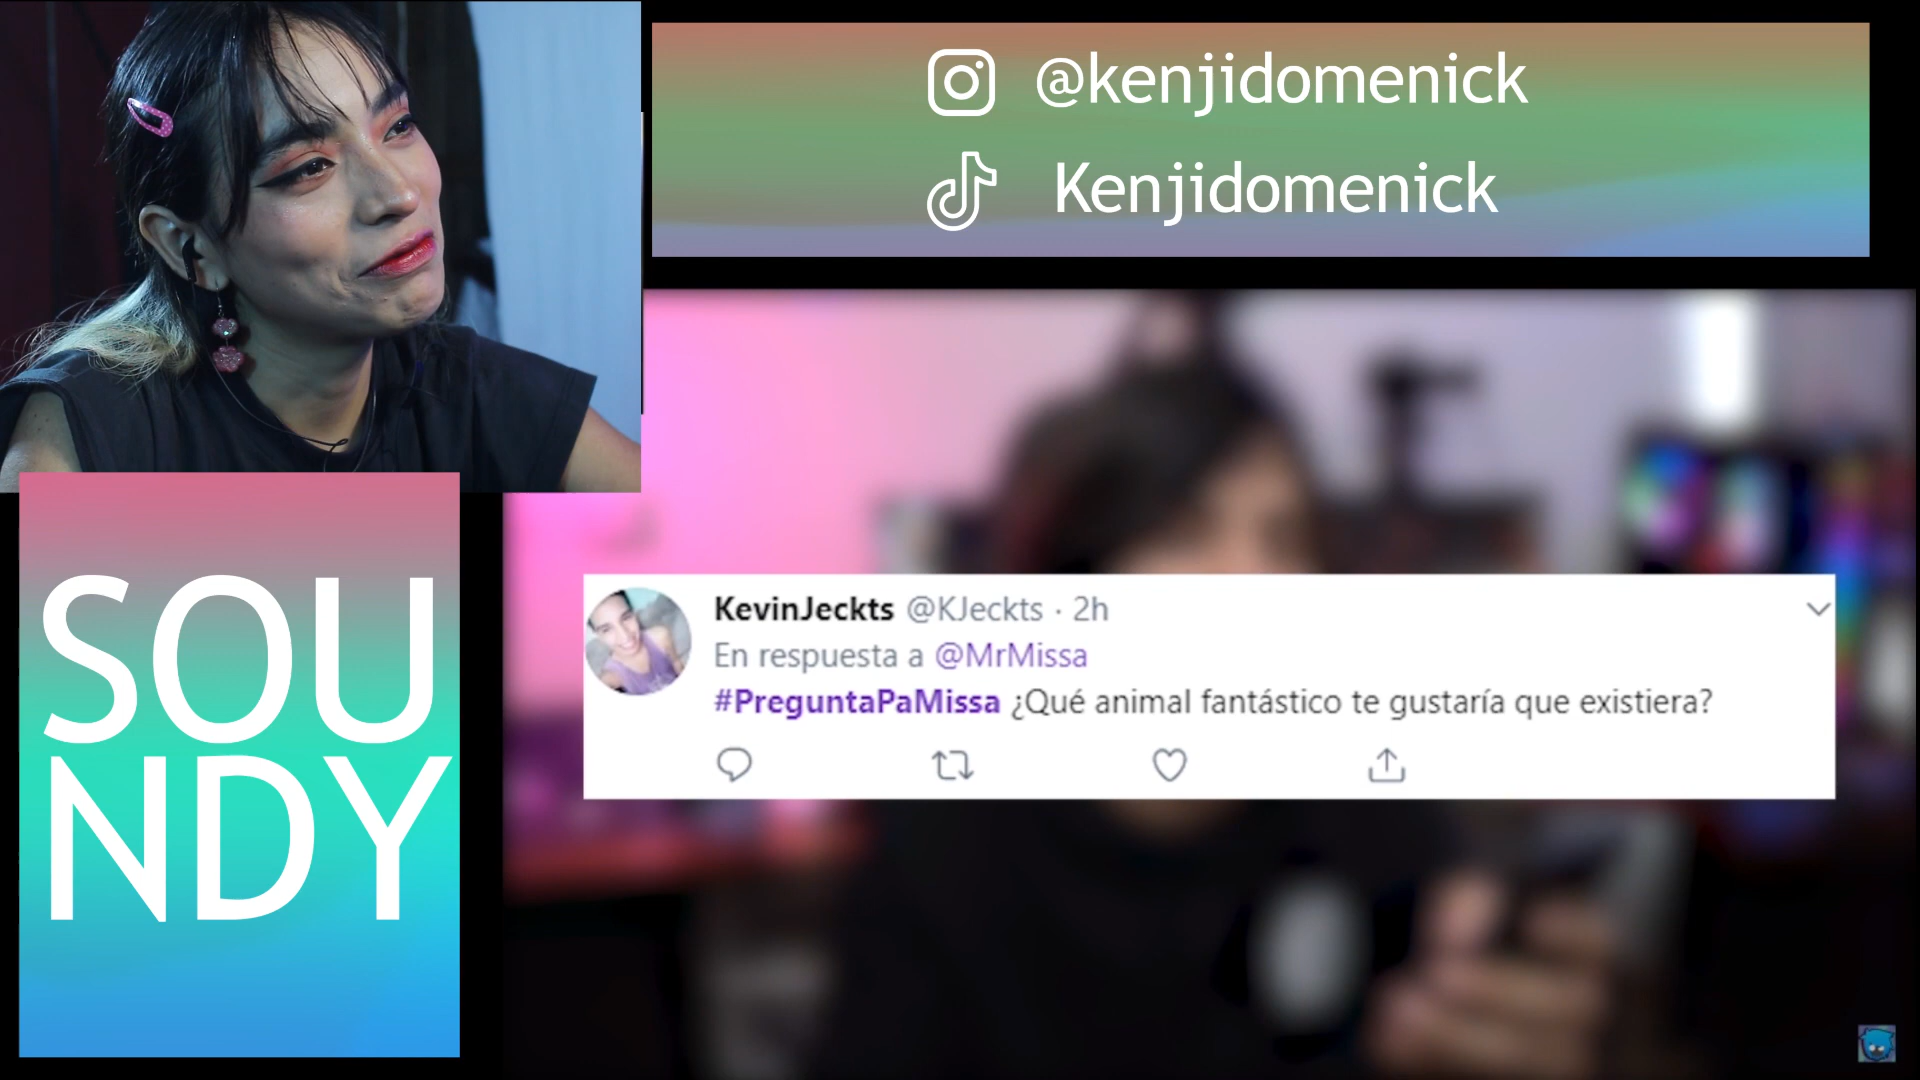 @kenjidomenick
Kenjidomenick
SOU
NDY
KevinJeckts @KJeckts · 2h
En respuesta a @MrMissa
#PreguntaPaMissa ¿Qué animal fantástico te gustaría que existiera?